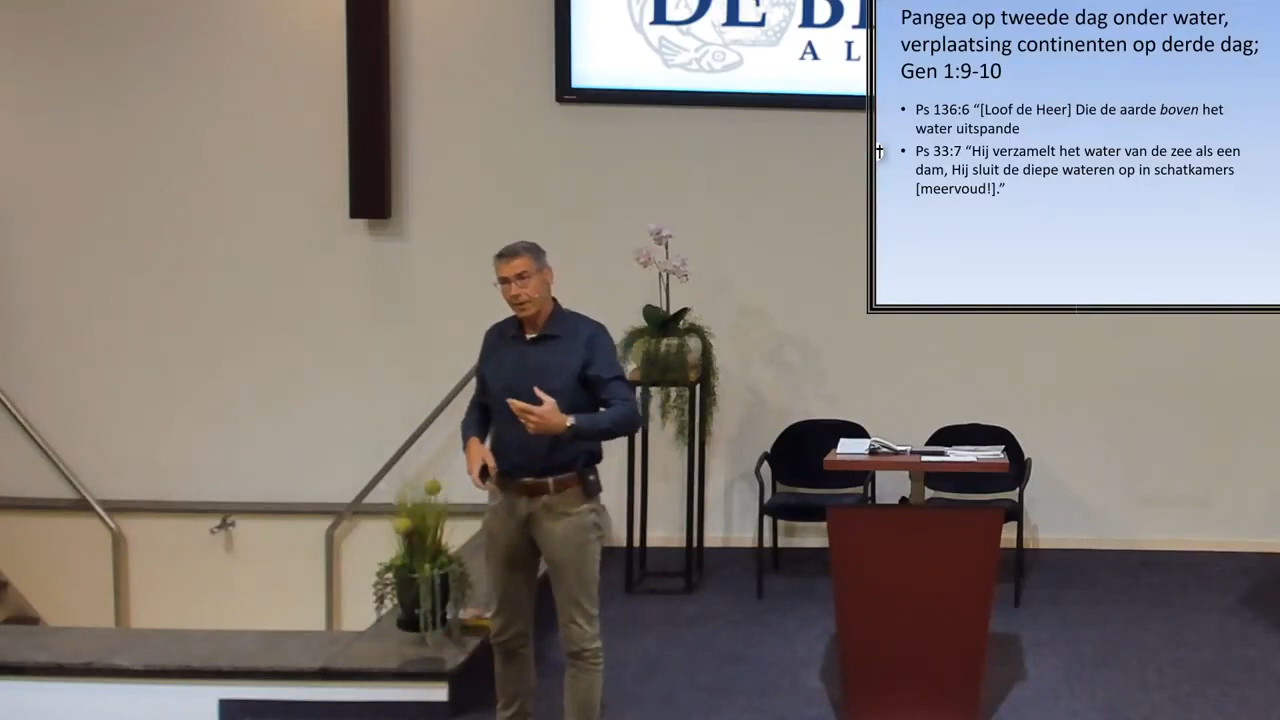 DE B
A L
Pangea op tweede dag onder water,
verplaatsing continenten op derde dag;
Gen 1:9-10
• Ps 136:6 “[Loof de Heer] Die de aarde boven het
water uitspande
• Ps 33:7 “Hij verzamelt het water van de zee als een
dam, Hij sluit de diepe wateren op in schatkamers
[meervoud!].”